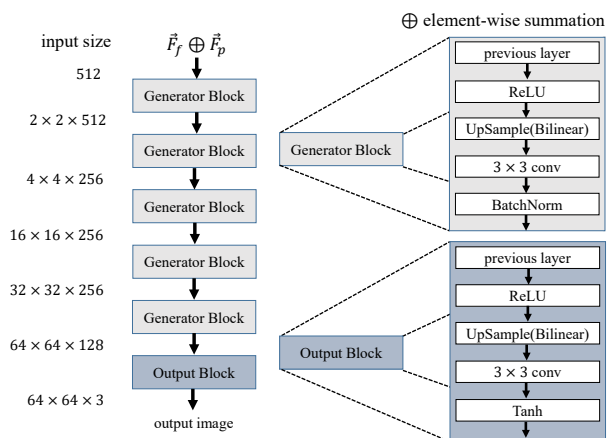 ⊕ element-wise summation
input size
F⃗_f ⊕ F⃗_p
512
Generator Block
2 × 2 × 512
Generator Block
4 × 4 × 256
Generator Block
16 × 16 × 256
Generator Block
32 × 32 × 256
Generator Block
64 × 64 × 128
Output Block
64 × 64 × 3
output image
Generator Block
previous layer
ReLU
UpSample(Bilinear)
3 × 3 conv
BatchNorm
Output Block
previous layer
ReLU
UpSample(Bilinear)
3 × 3 conv
Tanh